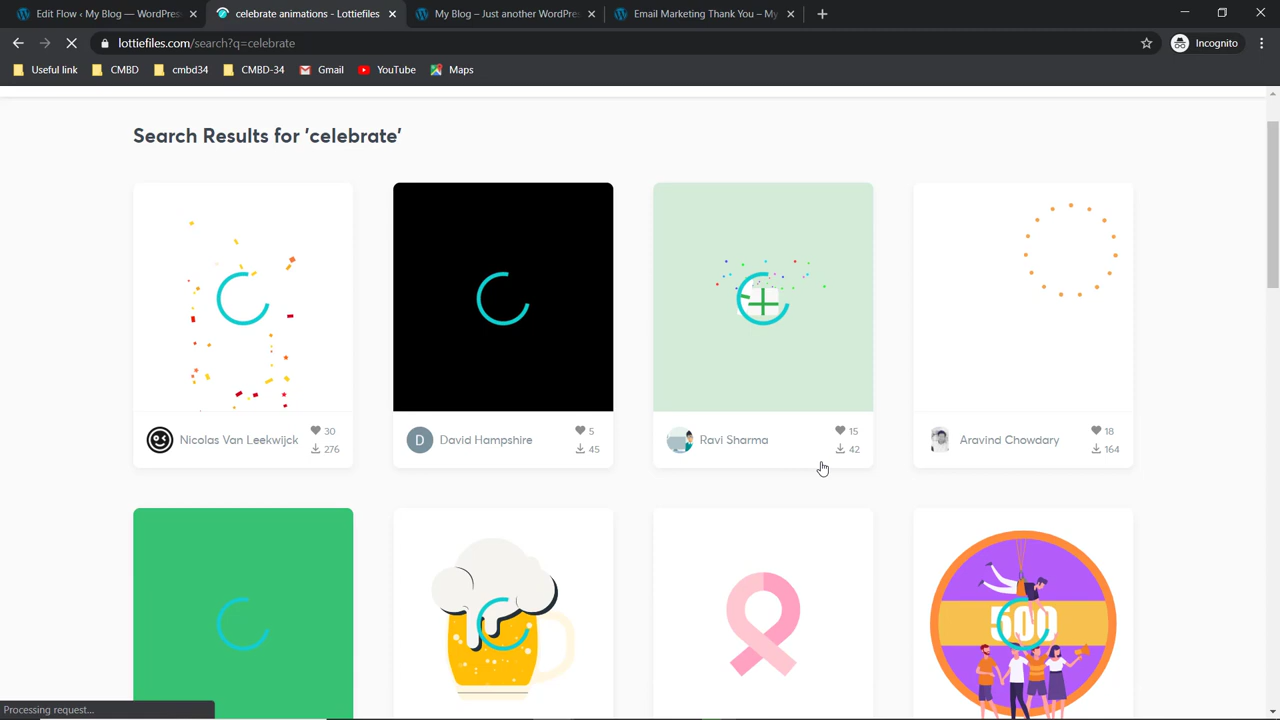 Edit Flow ‹ My Blog — WordPres
celebrate animations - Lottiefiles
My Blog – Just another WordPre
Email Marketing Thank You – My
lottiefiles.com/search?q=celebrate
Incognito
Useful link
CMBD
cmbd34
CMBD-34
Gmail
YouTube
Maps
Search Results for 'celebrate'
Nicolas Van Leekwijck
30
276
D
David Hampshire
5
45
Ravi Sharma
15
42
Aravind Chowdary
18
164
500
Processing request...